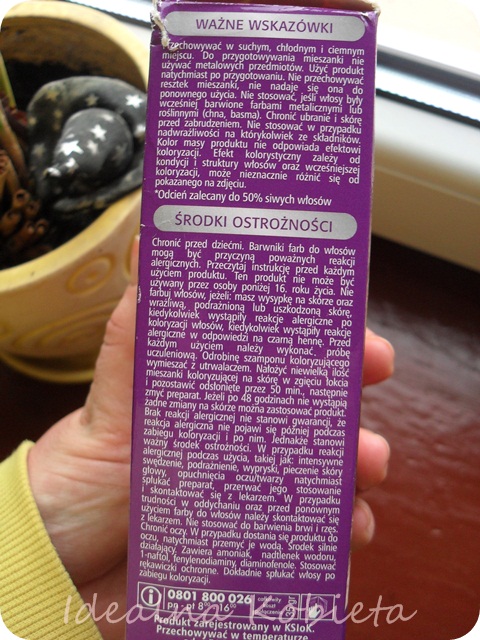 WAŻNE WSKAZÓWKI
Przechowywać w suchym, chłodnym i ciemnym
miejscu. Do przygotowywania mieszanki nie
używać metalowych przedmiotów. Użyć produkt
natychmiast po przygotowaniu. Nie przechowywać
resztek mieszanki, nie nadaje się ona do
ponownego użycia. Nie stosować, jeśli włosy były
wcześniej barwione farbami metalicznymi lub
roślinnymi (chna, basma). Chronić ubranie i skórę
przed zabrudzeniem. Nie stosować w przypadku
nadwrażliwości na którykolwiek ze składników.
Kolor masy produktu nie odpowiada efektowi
koloryzacji. Efekt kolorystyczny zależy od
kondycji i struktury włosów oraz wcześniejszej
koloryzacji, może nieznacznie różnić się od
pokazanego na zdjęciu.
*Odcień zalecany do 50% siwych włosów
ŚRODKI OSTROŻNOŚCI
Chronić przed dziećmi. Barwniki farb do włosów
mogą być przyczyną poważnych reakcji
alergicznych. Przeczytaj instrukcję przed każdym
użyciem produktu. Ten produkt nie może być
używany przez osoby poniżej 16. roku życia. Nie
farbuj włosów, jeżeli: masz wysypkę na skórze oraz
wrażliwą, podrażnioną lub uszkodzoną skórę,
kiedykolwiek wystąpiły reakcje alergiczne po
koloryzacji włosów, kiedykolwiek wystąpiły reakcje
alergiczne w odpowiedzi na czarną hennę. Przed
każdym użyciem należy wykonać próbę
uczuleniową. Odrobinę szamponu koloryzującego
wymieszać z utrwalaczem. Nałożyć niewielką ilość
mieszanki koloryzującej na skórę w zgięciu łokcia
i pozostawić odsłonięte przez 50 min., następnie
zmyć preparat. Jeżeli po 48 godzinach nie wystąpią
żadne zmiany na skórze można zastosować produkt.
Brak reakcji alergicznej nie stanowi gwarancji, że
reakcja alergiczna nie pojawi się później podczas
zabiegu koloryzacji i po nim. Jednakże stanowi
ważny środek ostrożności. W przypadku reakcji
alergicznej podczas użycia, takiej jak: intensywne
swędzenie, podrażnienie, wypryski, pieczenie skóry
głowy, opuchnięcia oczu/twarzy natychmiast
spłukać preparat, przerwać jego stosowanie
i skontaktować się z lekarzem. W przypadku
trudności w oddychaniu oraz przed ponownym
użyciem farby do włosów należy skontaktować się
z lekarzem. Nie stosować do barwienia brwi i rzęs.
Chronić oczy. W przypadku dostania się produktu do
oczu, natychmiast przemyć je wodą. Środek silnie
działający. Zawiera amoniak, nadtlenek wodoru,
1-naftol, fenylenodiaminy, diaminofenole. Stosować
rękawiczki ochronne. Dokładnie spłukać włosy po
zabiegu koloryzacji.
0801 800 026
Produkt zarejestrowany w KSIoK
Przechowywać w temperaturze
Idealna Kobieta